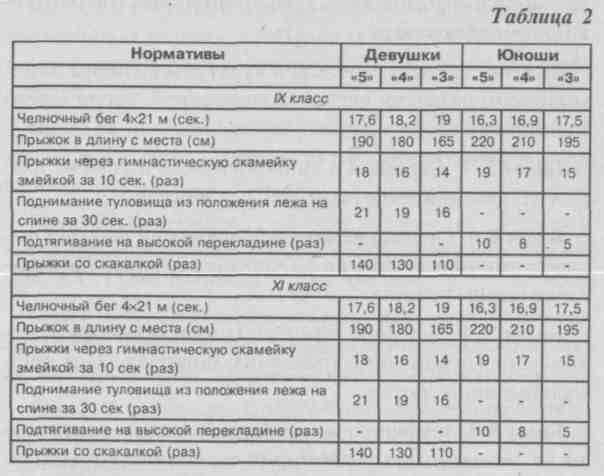 Таблица 2
Нормативы Девушки Юноши
«5» «4» «3» «5» «4» «3»
IX класс
Челночный бег 4×21 м (сек.) 17,6 18,2 19 16,3 16,9 17,5
Прыжок в длину с места (см) 190 180 165 220 210 195
Прыжки через гимнастическую скамейку
змейкой за 10 сек. (раз) 18 16 14 19 17 15
Поднимание туловища из положения лежа на
спине за 30 сек. (раз) 21 19 16 - - -
Подтягивание на высокой перекладине (раз) - - - 10 8 5
Прыжки со скакалкой (раз) 140 130 110 - - -
XI класс
Челночный бег 4×21 м (сек.) 17,6 18,2 19 16,3 16,9 17,5
Прыжок в длину с места (см) 190 180 165 220 210 195
Прыжки через гимнастическую скамейку
змейкой за 10 сек (раз) 18 16 14 19 17 15
Поднимание туловища из положения лежа на
спине за 30 сек (раз) 21 19 16 - - -
Подтягивание на высокой перекладине (раз) - - - 10 8 5
Прыжки со скакалкой (раз) 140 130 110 - - -